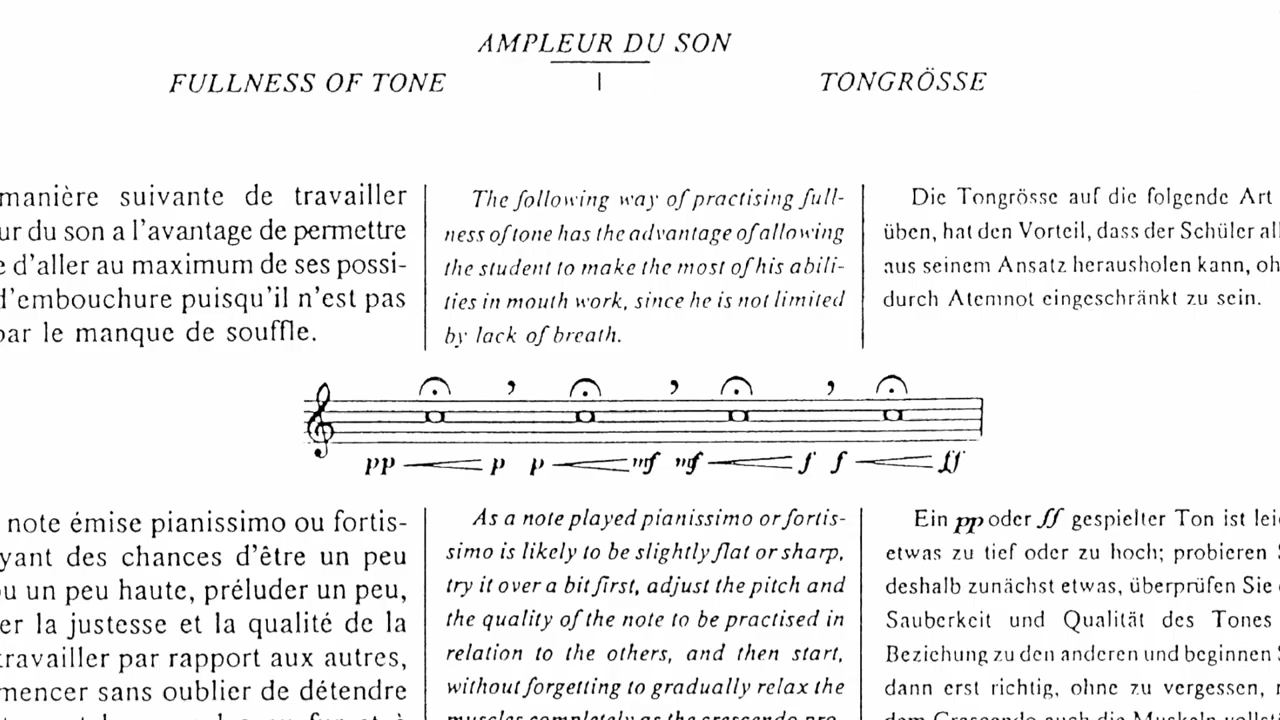 AMPLEUR DU SON
FULLNESS OF TONE
I
TONGRÖSSE
manière suivante de travailler
du son a l'avantage de permettre
d'aller au maximum de ses possi-
d'embouchure puisqu'il n'est pas
par le manque de souffle.
The following way of practising full-
ness of tone has the advantage of allowing
the student to make the most of his abili-
ties in mouth work, since he is not limited
by lack of breath.
Die Tongrösse auf die folgende Art
üben, hat den Vorteil, dass der Schüler
aus seinem Ansatz herausholen kann,
durch Atemnot eingeschränkt zu sein.
pp p p mf mf f f ff
note émise pianissimo ou fortis-
des chances d'être un peu
un peu haute, préluder un peu,
la justesse et la qualité de la
travailler par rapport aux autres,
sans oublier de détendre
As a note played pianissimo or fortis-
simo is likely to be slightly flat or sharp,
try it over a bit first, adjust the pitch and
the quality of the note to be practised in
relation to the others, and then start,
without forgetting to gradually relax the
muscles completely as the crescendo pro-
Ein pp oder ff gespielter Ton ist
etwas zu tief oder zu hoch; probieren
deshalb zunächst etwas, überprüfen Sie
Sauberkeit und Qualität des Tones
Beziehung zu den anderen und beginnen
dann erst richtig, ohne zu vergessen,
dem Crescendo auch die Muskeln